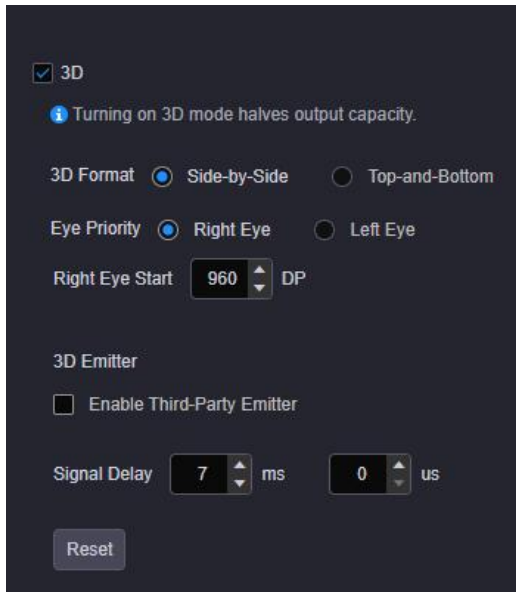 3D
Turning on 3D mode halves output capacity.
3D Format Side-by-Side Top-and-Bottom
Eye Priority Right Eye Left Eye
Right Eye Start 960 DP
3D Emitter
Enable Third-Party Emitter
Signal Delay 7 ms 0 us
Reset